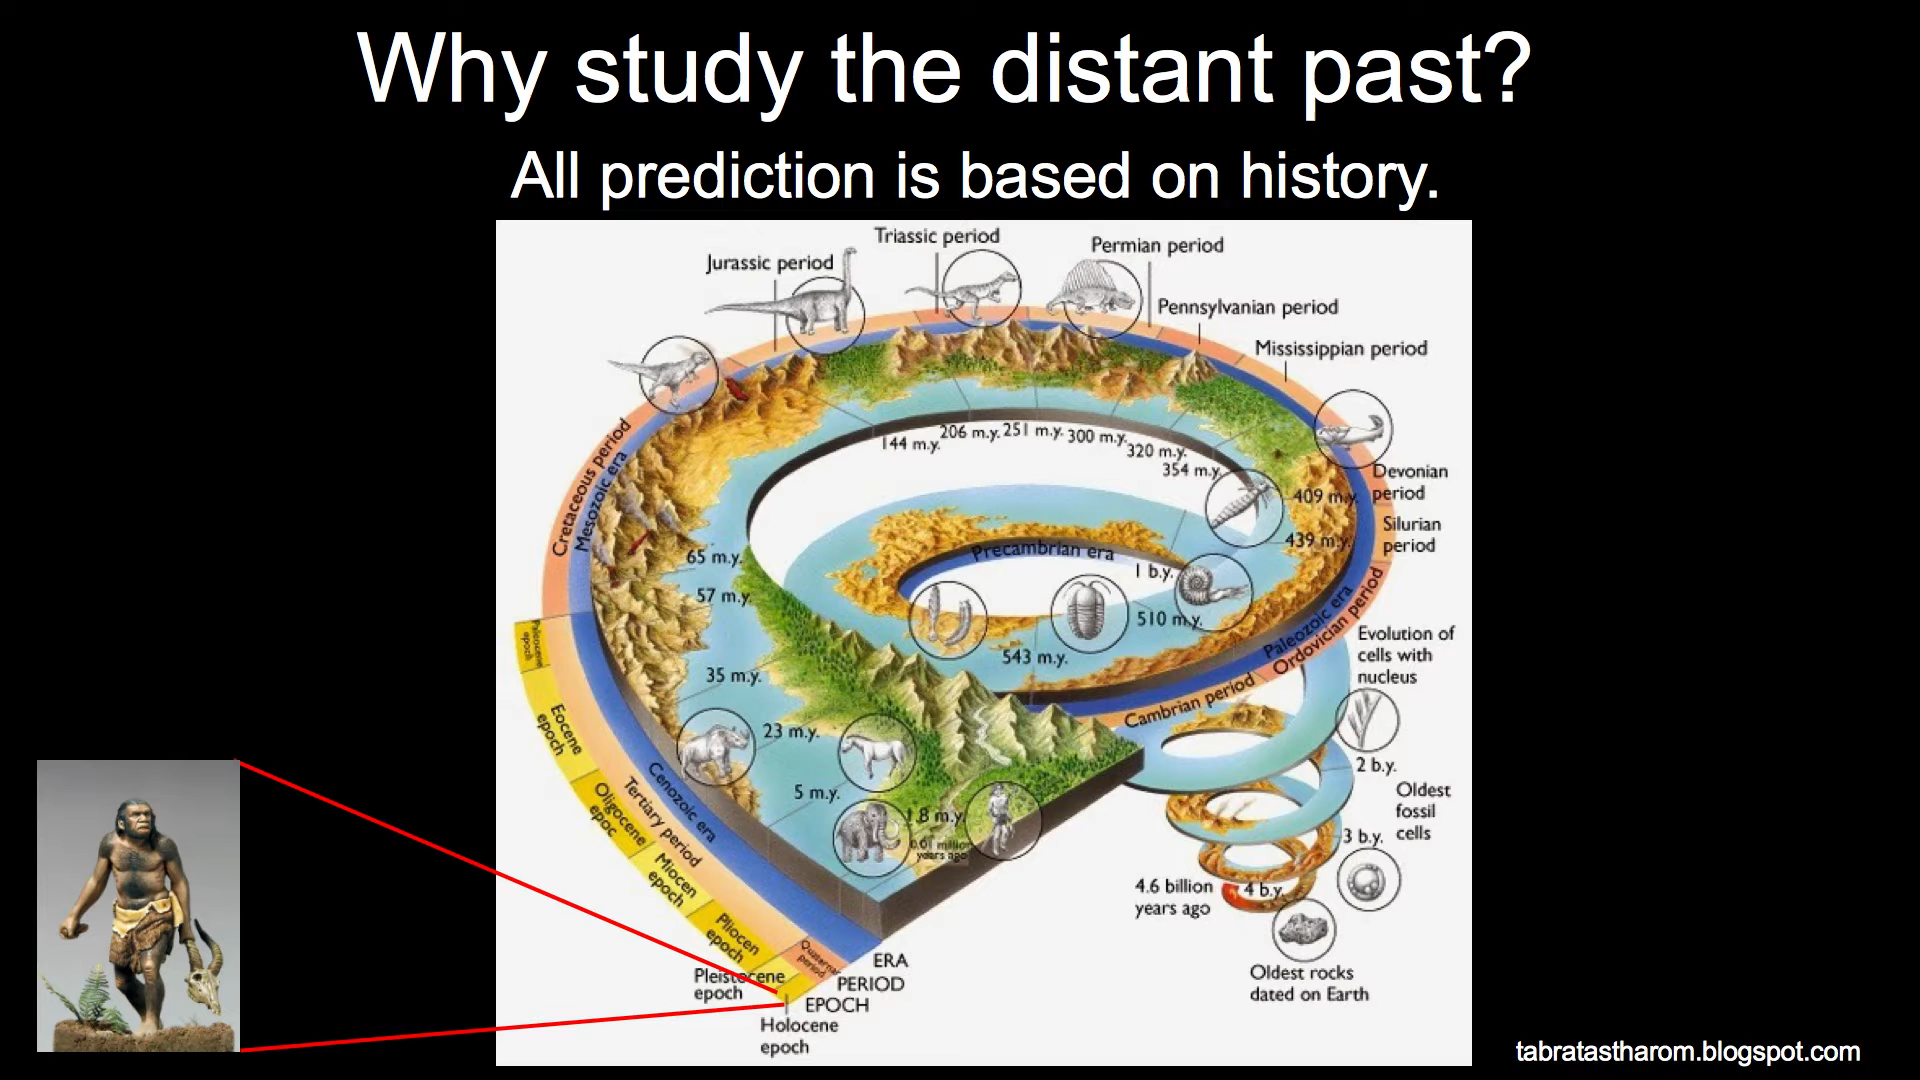 Why study the distant past?
All prediction is based on history.
Triassic period
Permian period
Jurassic period
Pennsylvanian period
Mississippian period
144 m.y.
206 m.y.
251 m.y.
300 m.y.
320 m.y.
354 m.y.
Devonian
period
409 m.y.
Silurian
period
439 m.y.
Cretaceous period
Mesozoic era
Precambrian era
1 b.y.
65 m.y.
57 m.y.
510 m.y.
543 m.y.
Paleozoic era
Ordovician period
Cambrian period
Evolution of
cells with
nucleus
Paleocene
epoch
35 m.y.
Eocene
epoch
23 m.y.
5 m.y.
1.8 m.y.
0.01 million
years ago
Cenozoic era
Tertiary period
Oligocene
epoc
Miocen
epoch
Pliocen
epoch
Quaternar
period
2 b.y.
Oldest
fossil
cells
3 b.y.
4.6 billion
years ago
4 b.y.
Oldest rocks
dated on Earth
ERA
PERIOD
EPOCH
Pleistocene
epoch
Holocene
epoch
tabratastharom.blogspot.com